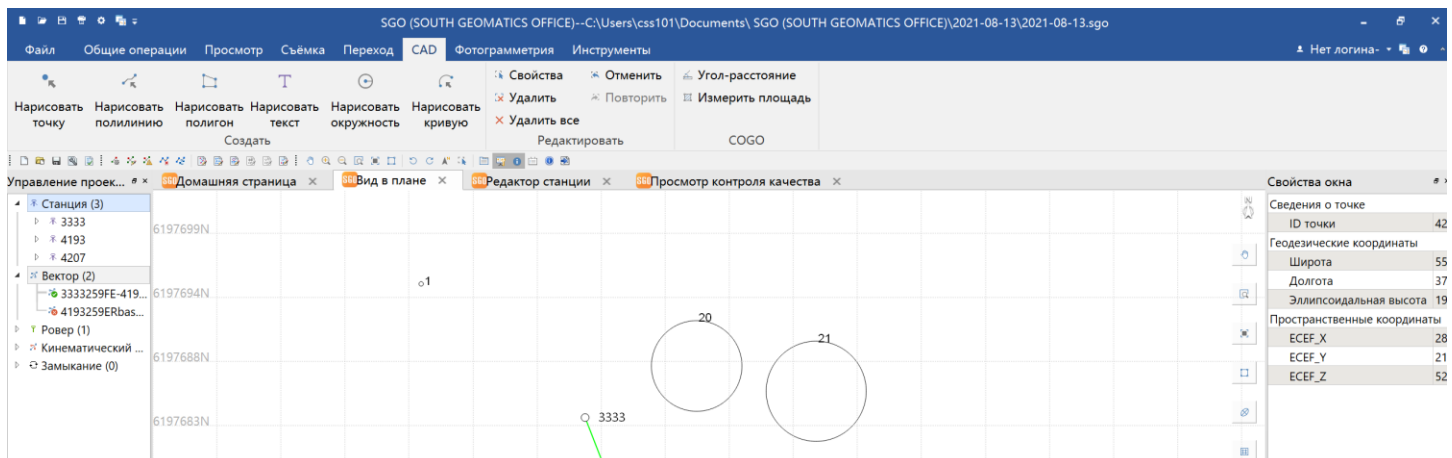 SGO (SOUTH GEOMATICS OFFICE)--C:\Users\css101\Documents\ SGO (SOUTH GEOMATICS OFFICE)\2021-08-13\2021-08-13.sgo
Файл Общие операции Просмотр Съёмка Переход CAD Фотограмметрия Инструменты Нет логина-
Свойства Отменить Угол-расстояние
Нарисовать точку
Нарисовать полилинию
Нарисовать полигон
Нарисовать текст
Нарисовать окружность
Нарисовать кривую
Удалить Повторить Измерить площадь
Удалить все
Создать Редактировать COGO
Управление проек... Домашняя страница Вид в плане Редактор станции Просмотр контроля качества Свойства окна
Станция (3)
3333
4193
4207
Вектор (2)
3333259FE-419...
4193259ERbas...
Ровер (1)
Кинематический ...
Замыкание (0)
6197699N
6197694N
6197688N
6197683N
1
20
21
3333
N
Сведения о точке
ID точки 42
Геодезические координаты
Широта 55
Долгота 37
Эллипсоидальная высота 19
Пространственные координаты
ECEF_X 28
ECEF_Y 21
ECEF_Z 52